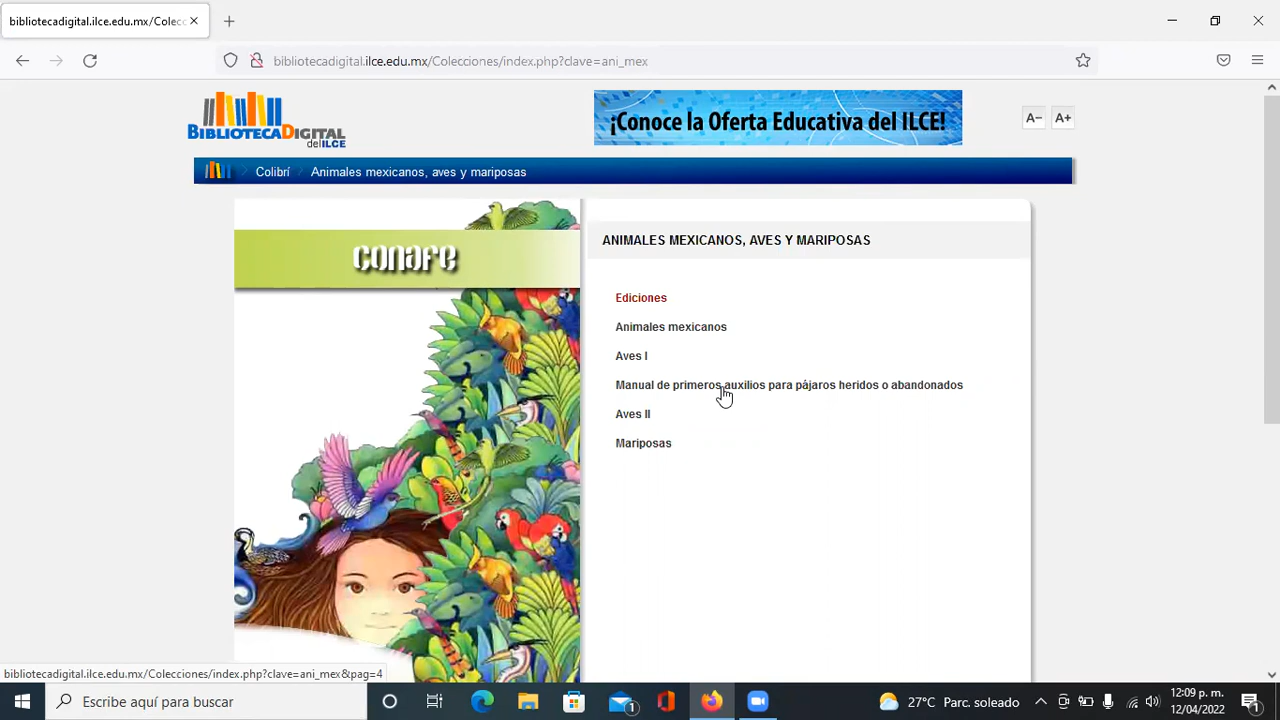 bibliotecadigital.ilce.edu.mx/Colecc
bibliotecadigital.ilce.edu.mx/Colecciones/index.php?clave=ani_mex
BIBLIOTECADIGITAL
del ILCE
¡Conoce la Oferta Educativa del ILCE!
A− A+
Colibrí Animales mexicanos, aves y mariposas
conafe
ANIMALES MEXICANOS, AVES Y MARIPOSAS
Ediciones
Animales mexicanos
Aves I
Manual de primeros auxilios para pájaros heridos o abandonados
Aves II
Mariposas
bibliotecadigital.ilce.edu.mx/Colecciones/index.php?clave=ani_mex&pag=4
Escribe aquí para buscar
1
27°C Parc. soleado
12:09 p. m.
12/04/2022
1